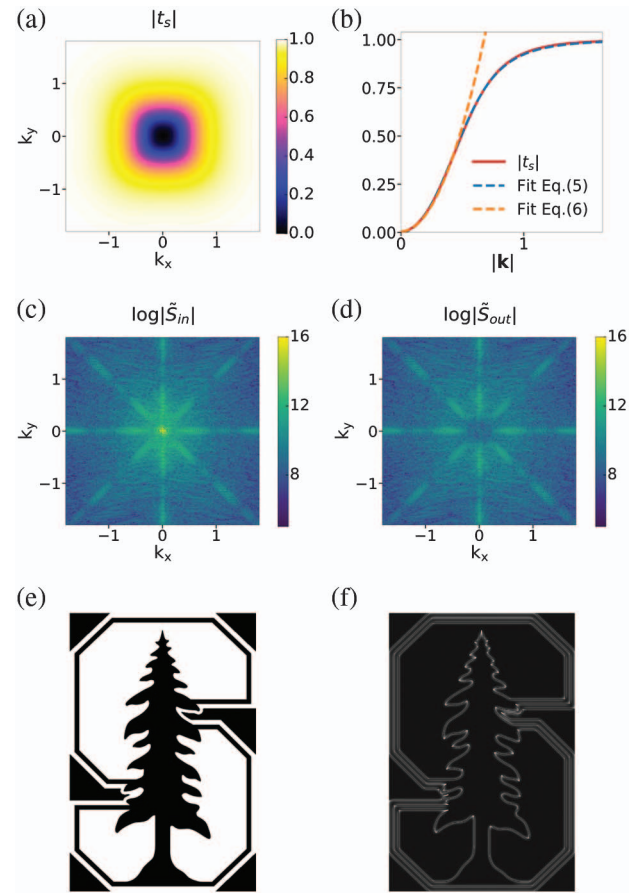 (a)
|t_s|
k_y
1
0
−1
−1 0 1
k_x
1.0
0.8
0.6
0.4
0.2
0.0
(b)
1.00
0.75
0.50
0.25
0.00
0 1
|k|
|t_s|
Fit Eq.(5)
Fit Eq.(6)
(c)
log|S̃_in|
k_y
1
0
−1
−1 0 1
k_x
16
12
8
(d)
log|S̃_out|
k_y
1
0
−1
−1 0 1
k_x
16
12
8
(e)
(f)